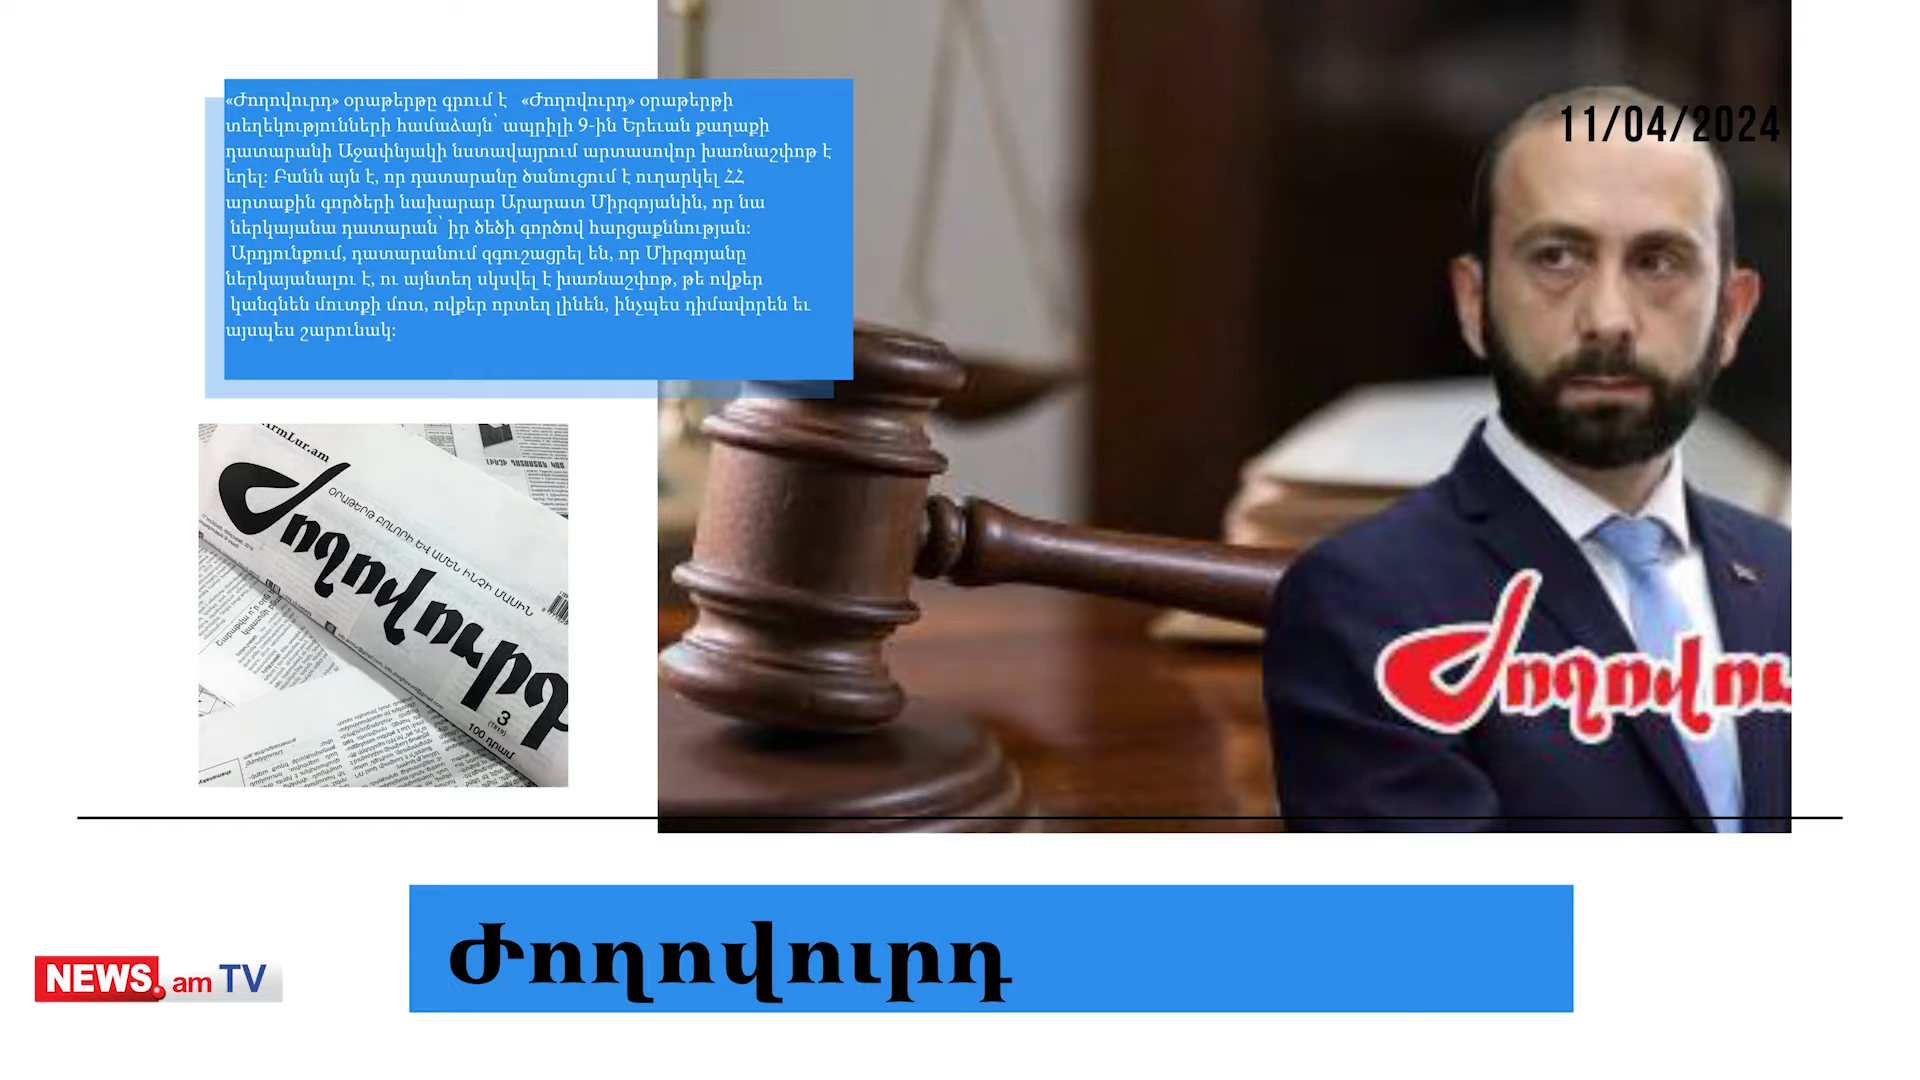 «Ժողովուրդ» օրաթերթը գրում է «Ժողովուրդ» օրաթերթի
տեղեկությունների համաձայն՝ ապրիլի 9-ին Երեւան քաղաքի
դատարանի Աջափնյակի նստավայրում արտասովոր խառնաշփոթ է
եղել: Բանն այն է, որ դատարանը ծանուցում է ուղարկել ՀՀ
արտաքին գործերի նախարար Արարատ Միրզոյանին, որ նա
ներկայանա դատարան՝ իր ծեծի գործով հարցաքննության:
Արդյունքում, դատարանում զգուշացրել են, որ Միրզոյանը
ներկայանալու է, ու այնտեղ սկսվել է խառնաշփոթ, թե ովքեր
կանգնեն մուտքի մոտ, ովքեր որտեղ լինեն, ինչպես դիմավորեն եւ
այսպես շարունակ:
11/04/2024
ArmLur.am
ՕՐԱԹԵՐԹ ԲՈԼՈՐԻ ԵՎ ԱՄԵՆ ԻՆՉԻ ՄԱՍԻՆ
Ժողովուրդ
3
(1919)
100 դրամ
Ժողովու
Ժողովուրդ
NEWS.am TV